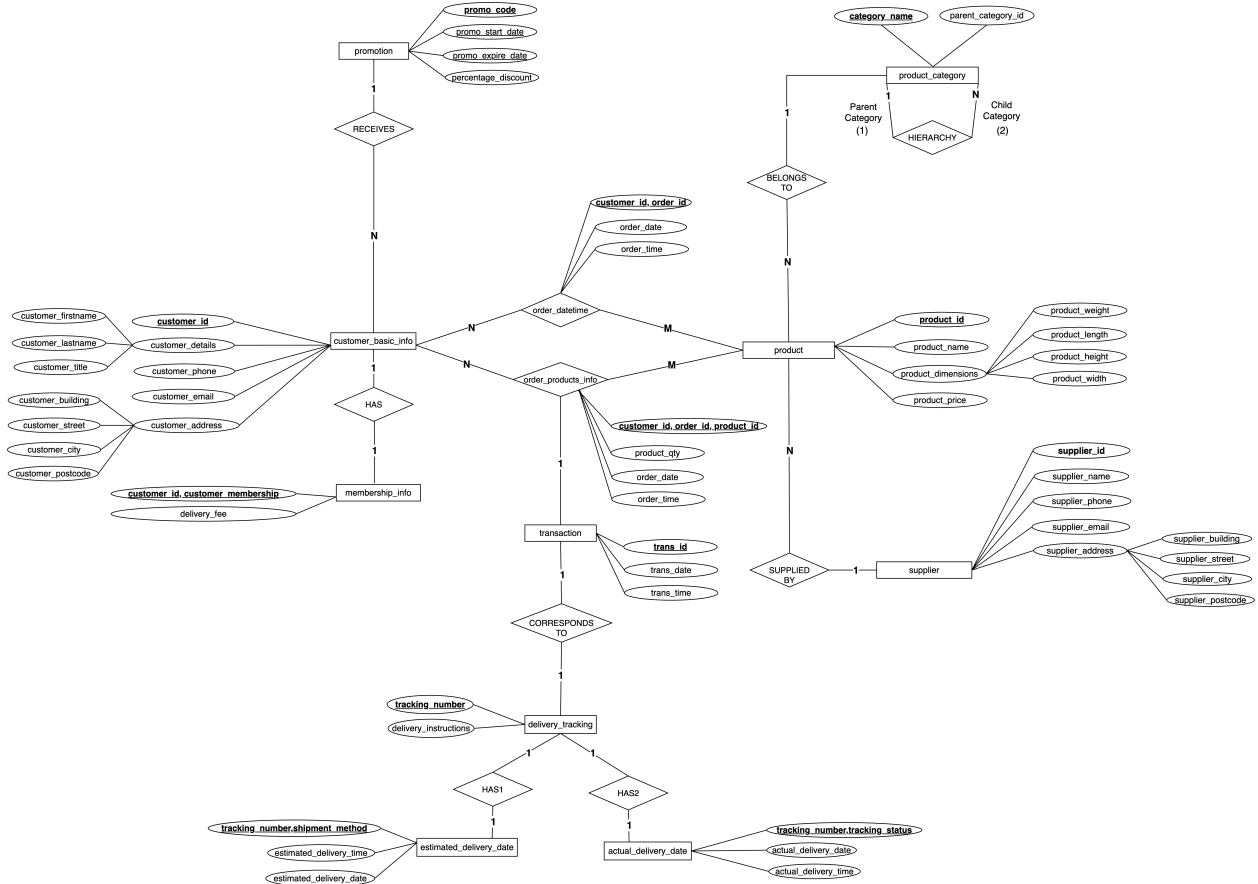 promo_code
promo_start_date
promo_expire_date
percentage_discount
promotion
1
RECEIVES
N
category_name
parent_category_id
product_category
1
N
Parent
Category
(1)
Child
Category
(2)
HIERARCHY
1
BELONGS
TO
N
customer_id, order_id
order_date
order_time
order_datetime
N
M
customer_firstname
customer_lastname
customer_title
customer_id
customer_details
customer_phone
customer_email
customer_address
customer_building
customer_street
customer_city
customer_postcode
customer_basic_info
1
HAS
1
N
M
order_products_info
customer_id, order_id, product_id
product_qty
order_date
order_time
product
product_id
product_name
product_dimensions
product_price
product_weight
product_length
product_height
product_width
customer_id, customer_membership
delivery_fee
membership_info
1
transaction
trans_id
trans_date
trans_time
N
SUPPLIED
BY
1
supplier
supplier_id
supplier_name
supplier_phone
supplier_email
supplier_address
supplier_building
supplier_street
supplier_city
supplier_postcode
1
CORRESPONDS
TO
1
tracking_number
delivery_instructions
delivery_tracking
1
1
HAS1
HAS2
1
1
tracking_number,shipment_method
estimated_delivery_time
estimated_delivery_date
estimated_delivery_date
actual_delivery_date
tracking_number,tracking_status
actual_delivery_date
actual_delivery_time